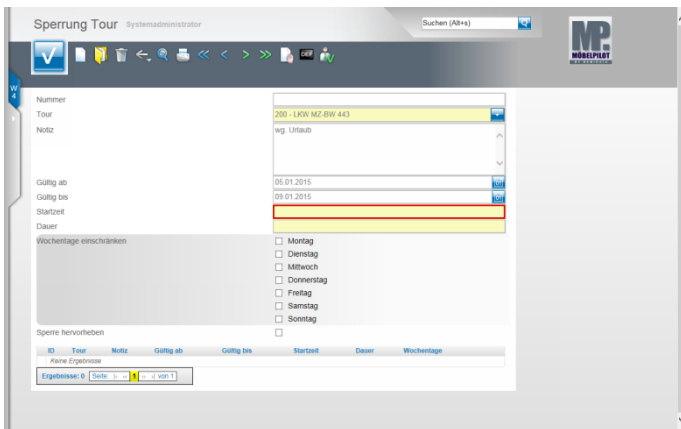 Sperrung Tour Systemadministrator
Suchen (Alt+s)
MP
MÖBELPILOT
W
4
Nummer
Tour 200 - LKW MZ-BW 443
Notiz wg. Urlaub
Gültig ab 05.01.2015
Gültig bis 09.01.2015
Startzeit
Dauer
Wochentage einschränken Montag
Dienstag
Mittwoch
Donnerstag
Freitag
Samstag
Sonntag
Sperre hervorheben
ID Tour Notiz Gültig ab Gültig bis Startzeit Dauer Wochentage
Keine Ergebnisse
Ergebnisse: 0 Seite: 1 von 1